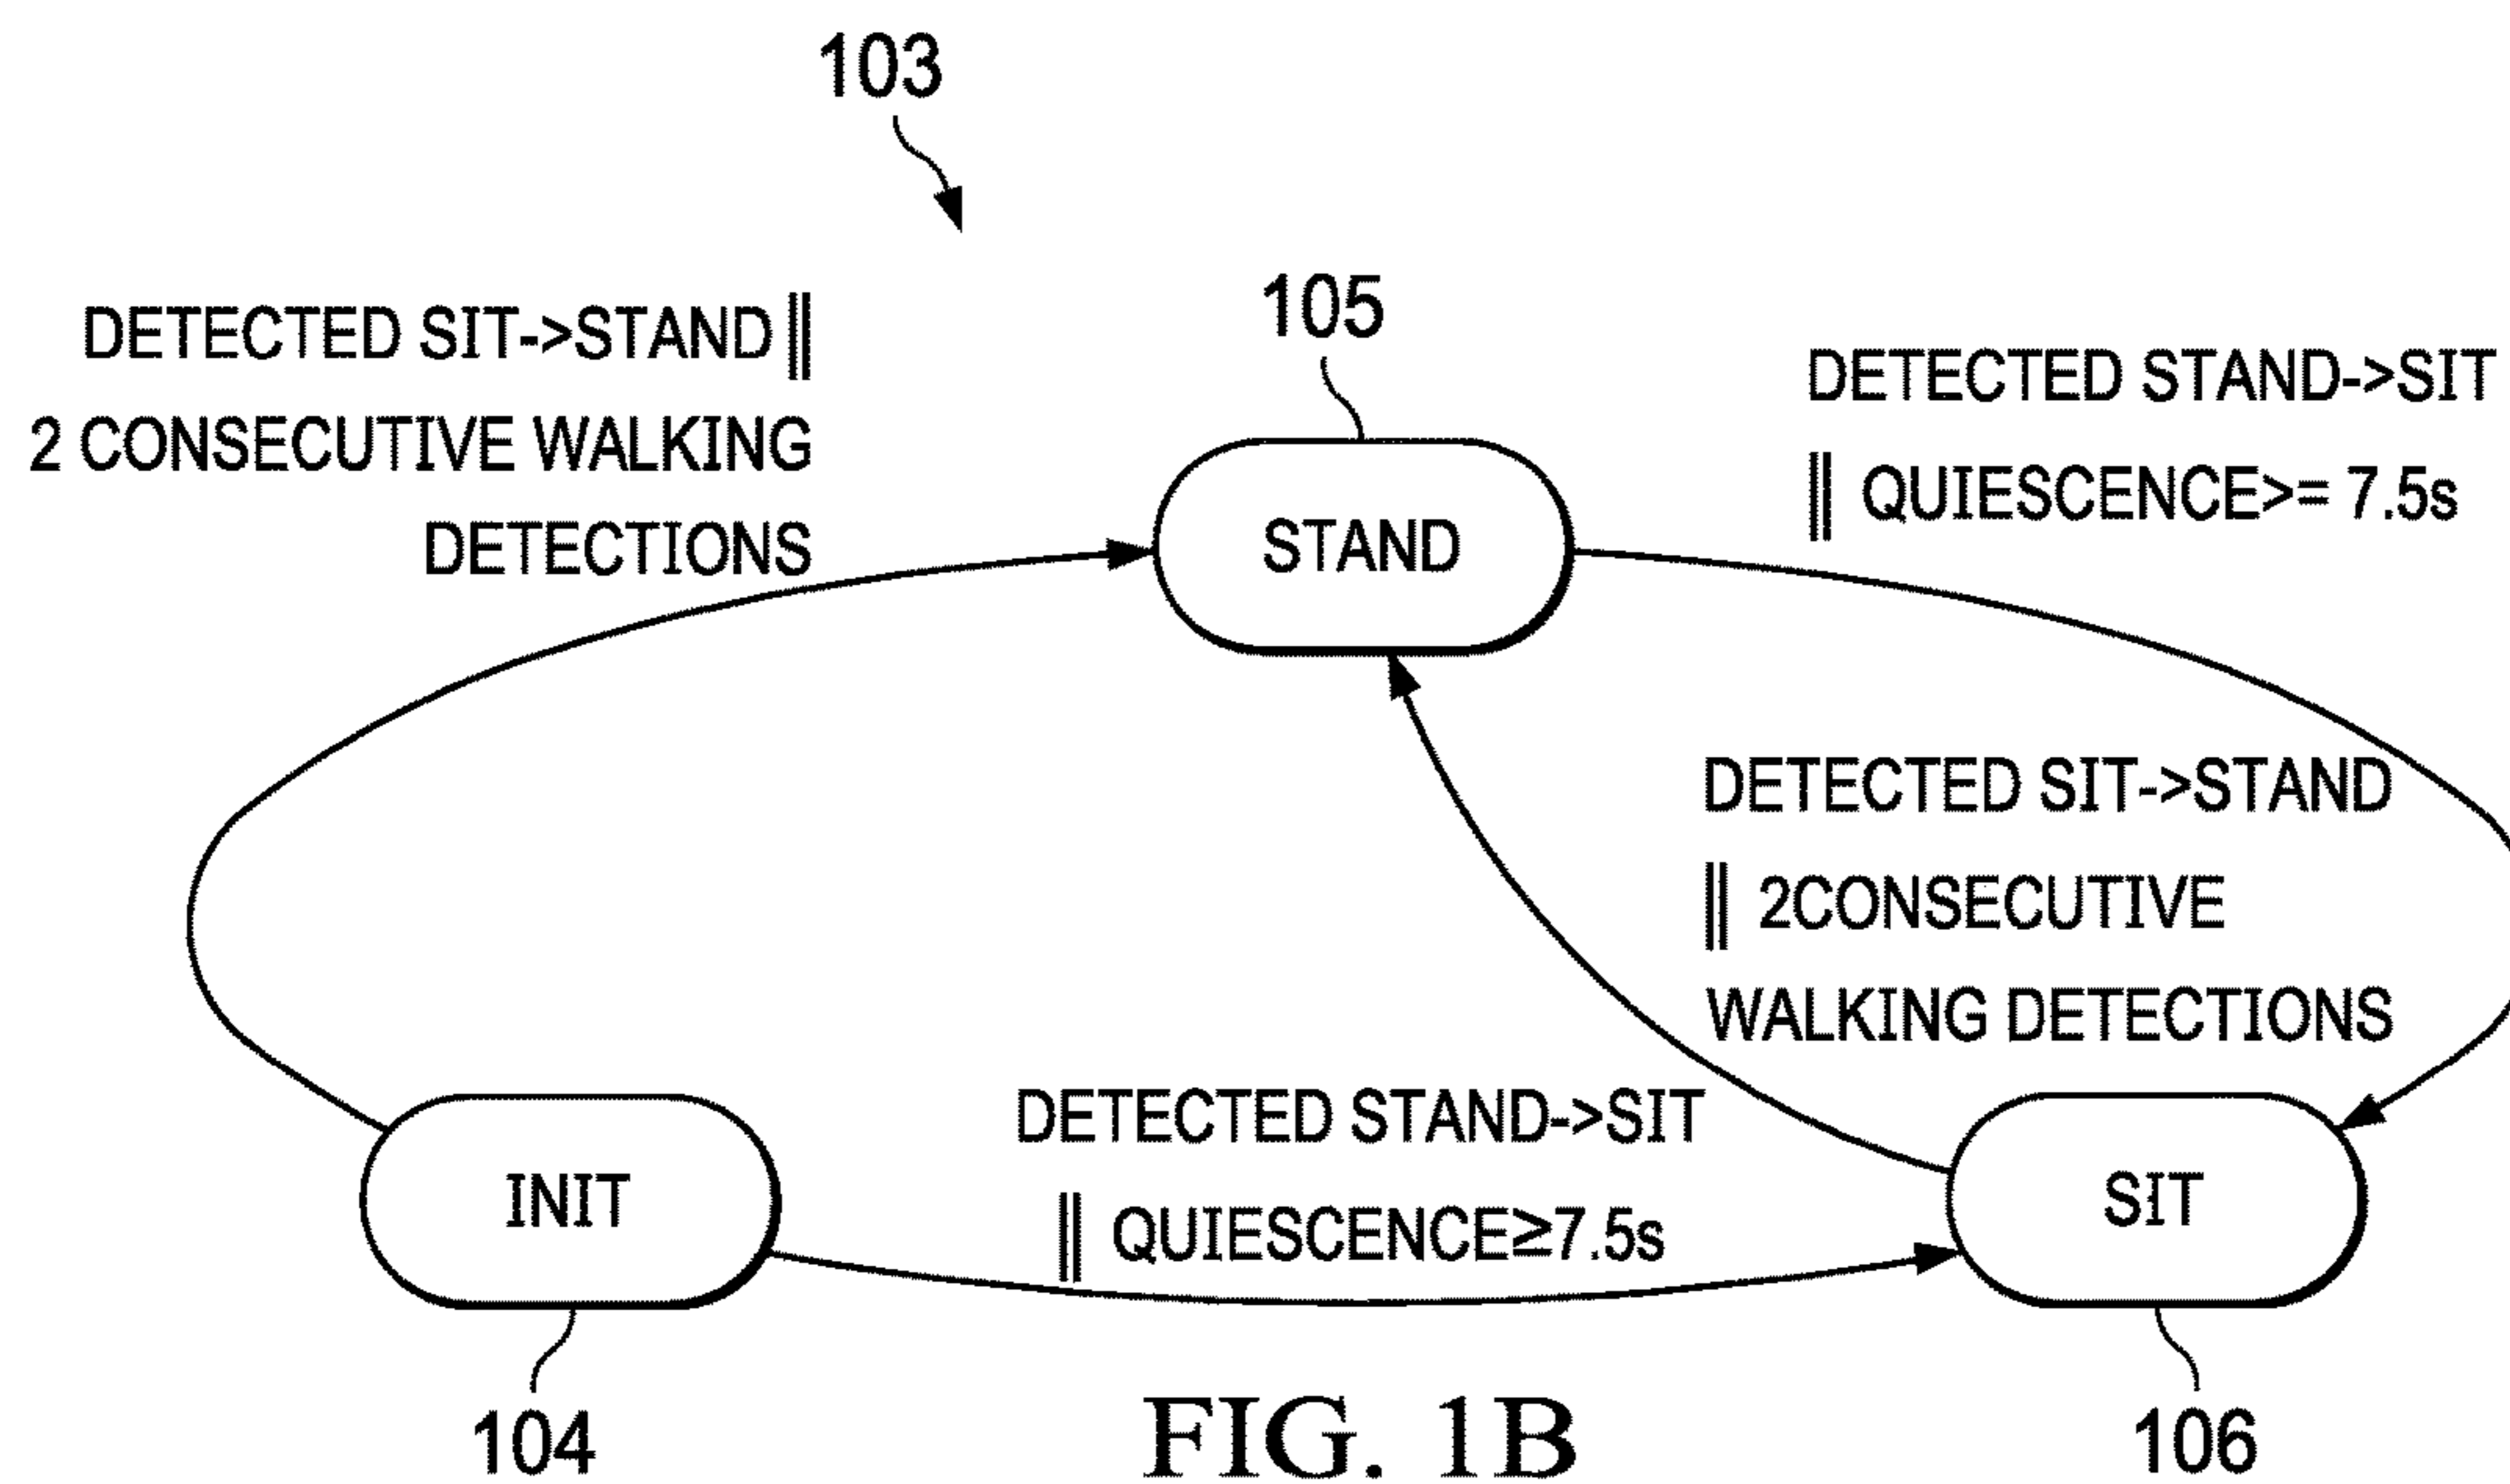 103
DETECTED SIT->STAND ||
2 CONSECUTIVE WALKING
DETECTIONS
105
STAND
DETECTED STAND->SIT
|| QUIESCENCE>= 7.5s
DETECTED SIT->STAND
|| 2CONSECUTIVE
WALKING DETECTIONS
INIT
104
DETECTED STAND->SIT
|| QUIESCENCE≥7.5s
SIT
106
FIG. 1B